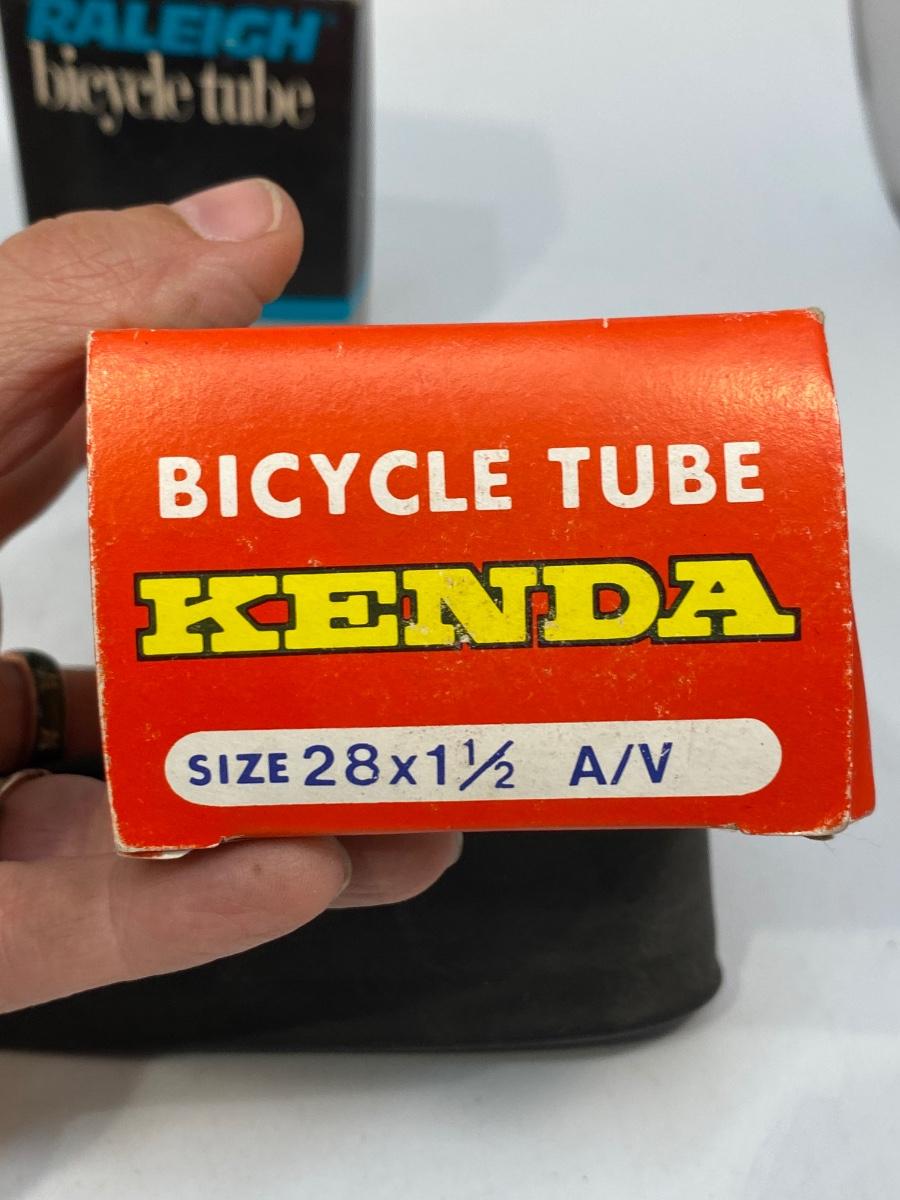 RALEIGH
bicycle tube
BICYCLE TUBE
KENDA
SIZE 28x1½ A/V